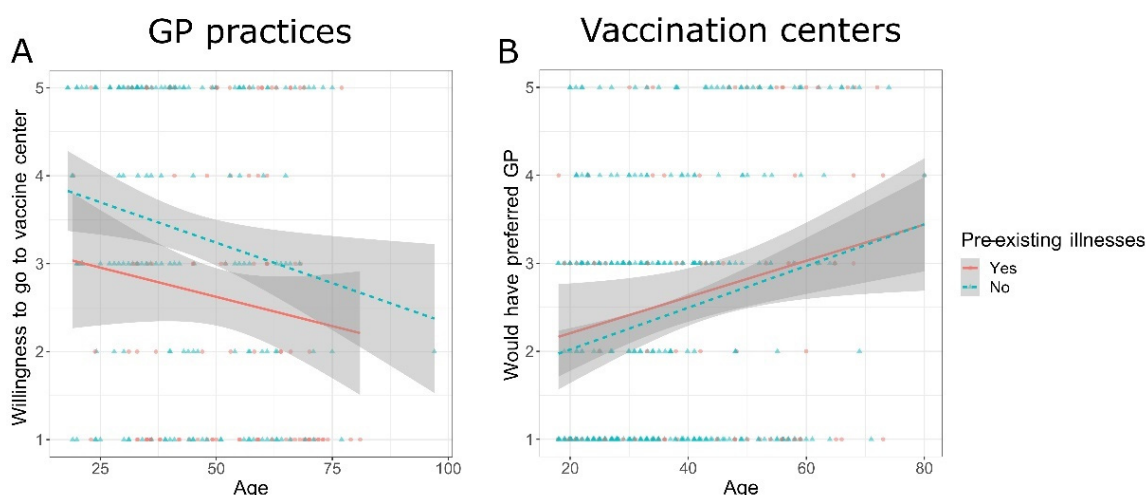 GP practices
A
Willingness to go to vaccine center
5
4
3
2
1
25
50
75
100
Age
Vaccination centers
B
Would have preferred GP
5
4
3
2
1
20
40
60
80
Age
Pre-existing illnesses
Yes
No